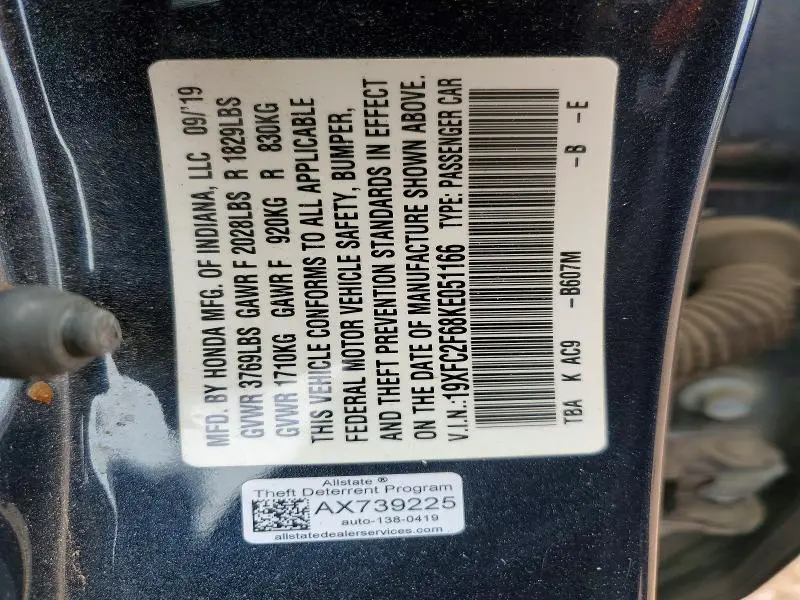 MFD. BY HONDA MFG. OF INDIANA, LLC 09/'19
GVWR 3769LBS GAWR F 2028LBS R 1829LBS
GVWR 1710KG GAWR F 920KG R 830KG
THIS VEHICLE CONFORMS TO ALL APPLICABLE
FEDERAL MOTOR VEHICLE SAFETY, BUMPER,
AND THEFT PREVENTION STANDARDS IN EFFECT
ON THE DATE OF MANUFACTURE SHOWN ABOVE.
V.I.N.:19XFC2F68KE051166 TYPE: PASSENGER CAR
TBA K AC9 -B607M -B -E
Allstate ®
Theft Deterrent Program
AX739225
auto-138-0419
allstatedealerservices.com